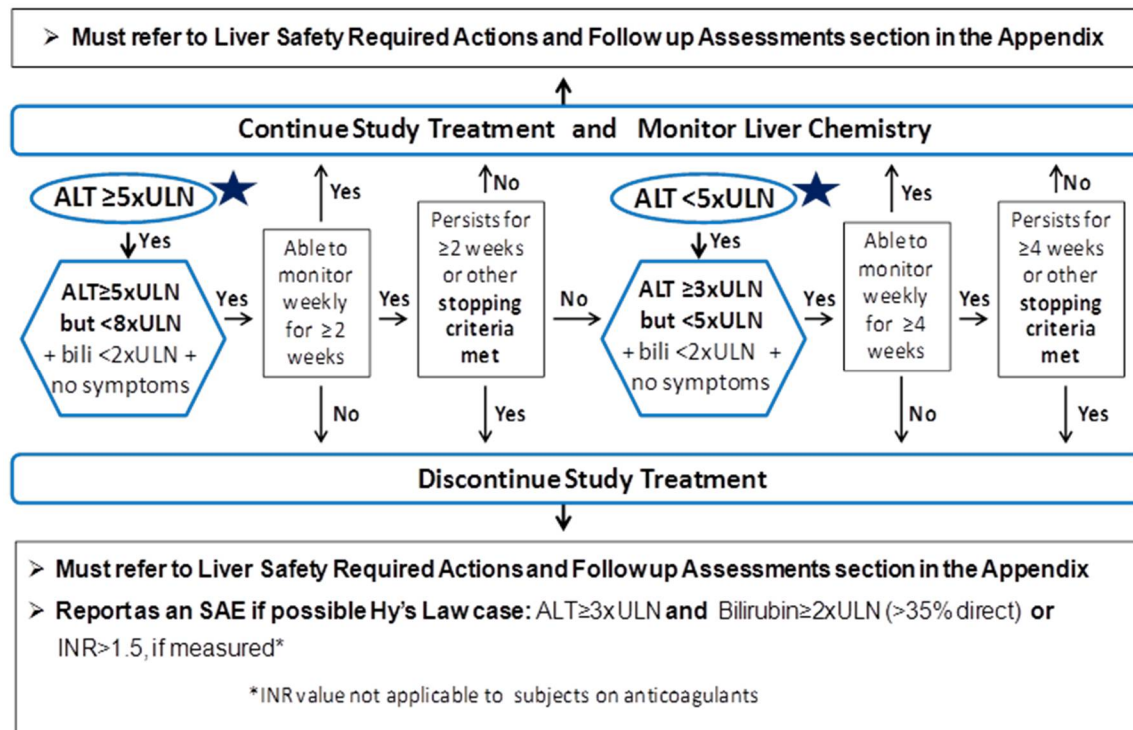 ➢ Must refer to Liver Safety Required Actions and Follow up Assessments section in the Appendix
Continue Study Treatment and Monitor Liver Chemistry
ALT ≥5xULN
Yes
ALT≥5xULN
but <8xULN
+ bili <2xULN +
no symptoms
Yes
Yes
Able to
monitor
weekly
for ≥2
weeks
No
Yes
No
Persists for
≥2 weeks
or other
stopping
criteria
met
Yes
No
ALT <5xULN
Yes
ALT ≥3xULN
but <5xULN
+ bili <2xULN +
no symptoms
Yes
Yes
Able to
monitor
weekly
for ≥4
weeks
No
Yes
No
Persists for
≥4 weeks
or other
stopping
criteria
met
Yes
Discontinue Study Treatment
➢ Must refer to Liver Safety Required Actions and Follow up Assessments section in the Appendix
➢ Report as an SAE if possible Hy's Law case: ALT≥3xULN and Bilirubin≥2xULN (>35% direct) or
INR>1.5, if measured*
*INR value not applicable to subjects on anticoagulants